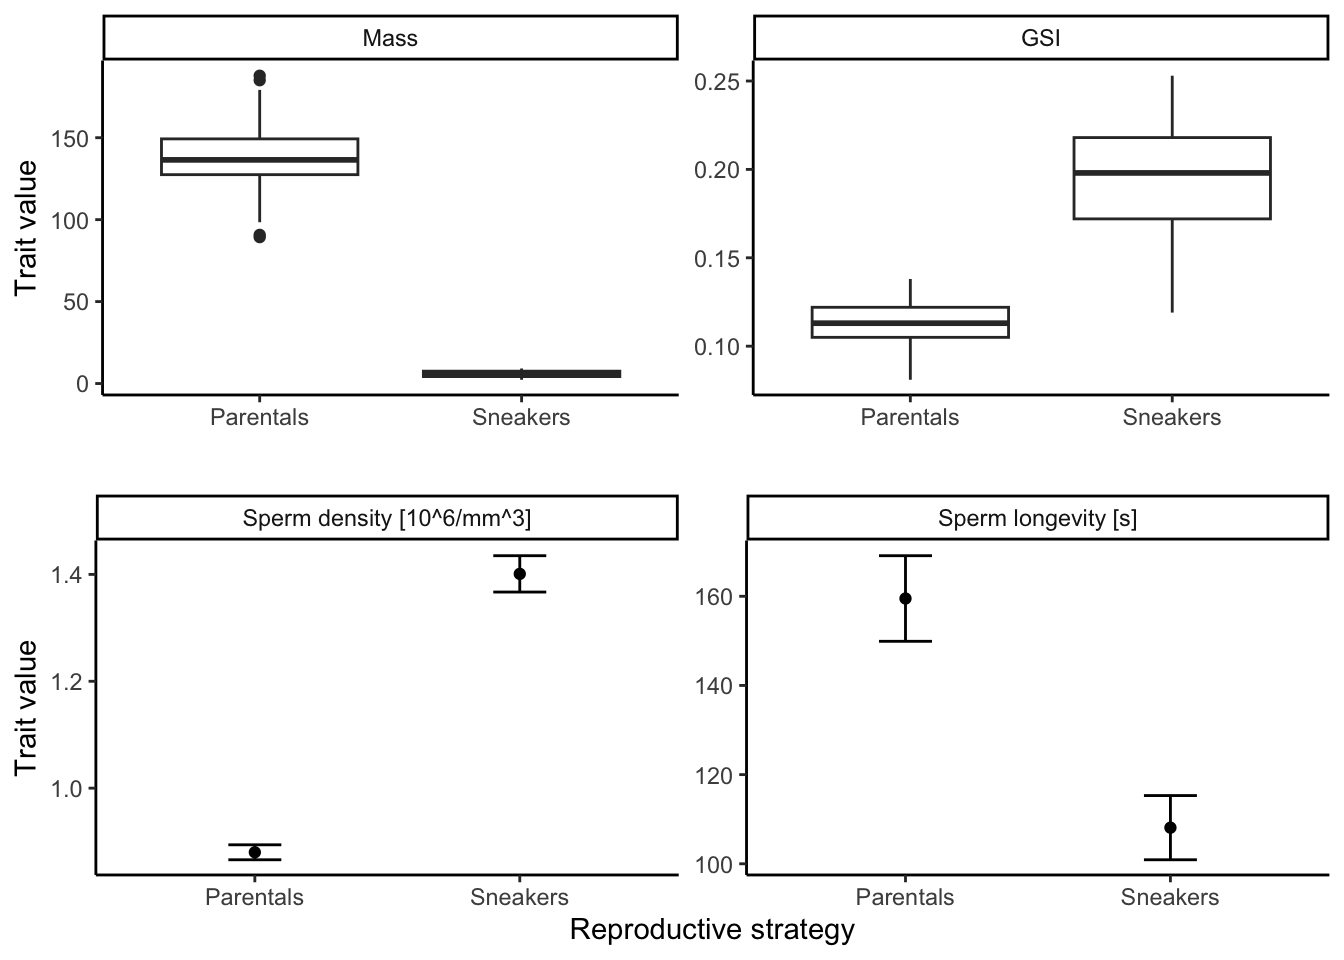 Mass
GSI
Trait value
150
100
50
0
Parentals
Sneakers
0.25
0.20
0.15
0.10
Parentals
Sneakers
Sperm density [10^6/mm^3]
Sperm longevity [s]
Trait value
1.4
1.2
1.0
Parentals
Sneakers
160
140
120
100
Parentals
Sneakers
Reproductive strategy